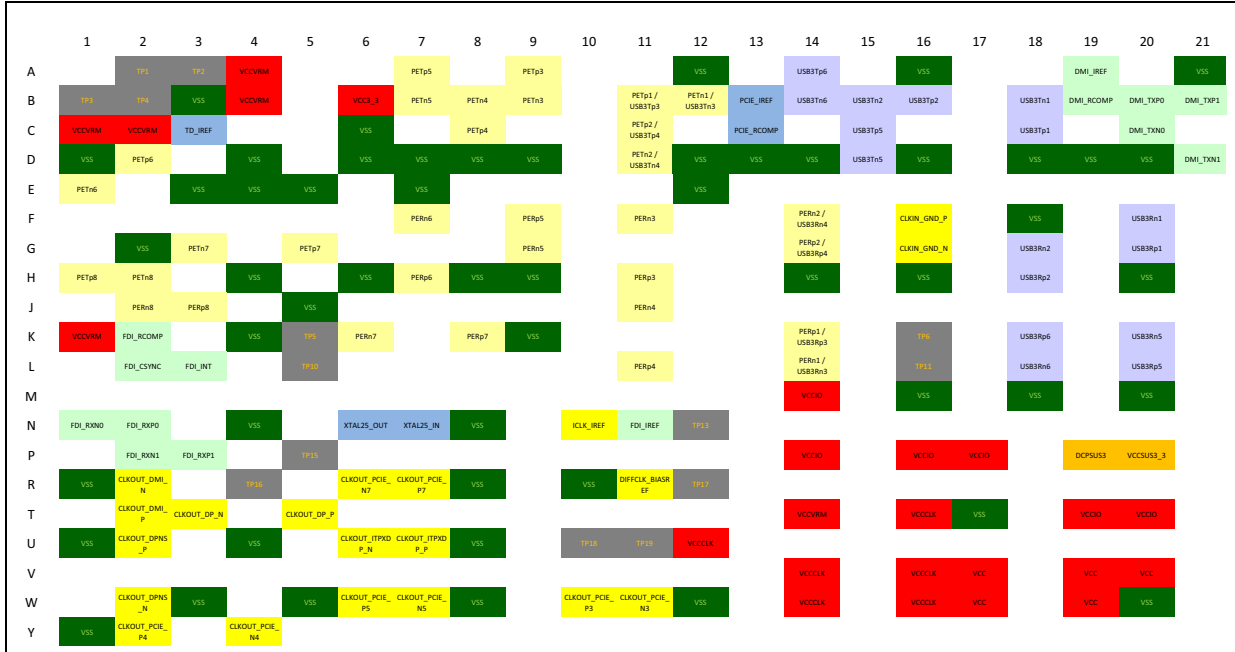 1 2 3 4 5 6 7 8 9 10 11 12 13 14 15 16 17 18 19 20 21
A TP1 TP2 VCCVRM PETp5 PETp3 VSS USB3Tp6 VSS DMI_IREF VSS
B TP3 TP4 VSS VCCVRM VCC3_3 PETn5 PETn4 PETn3 PETp1 / USB3Tp3 PETn1 / USB3Tn3 PCIE_IREF USB3Tn6 USB3Tn2 USB3Tp2 USB3Tn1 DMI_RCOMP DMI_TXP0 DMI_TXP1
C VCCVRM VCCVRM TD_IREF VSS PETp4 PETp2 / USB3Tp4 PCIE_RCOMP USB3Tp5 USB3Tp1 DMI_TXN0
D VSS PETp6 VSS VSS VSS VSS VSS PETn2 / USB3Tn4 VSS VSS VSS USB3Tn5 VSS VSS VSS VSS DMI_TXN1
E PETn6 VSS VSS VSS VSS VSS
F PERn6 PERp5 PERn3 PERn2 / USB3Rn4 CLKIN_GND_P VSS USB3Rn1
G VSS PETn7 PETp7 PERn5 PERp2 / USB3Rp4 CLKIN_GND_N USB3Rn2 USB3Rp1
H PETp8 PETn8 VSS VSS PERp6 VSS VSS PERp3 VSS VSS USB3Rp2 VSS
J PERn8 PERp8 VSS PERn4
K VCCVRM FDI_RCOMP VSS TP5 PERn7 PERp7 VSS PERp1 / USB3Rp3 TP6 USB3Rp6 USB3Rn5
L FDI_CSYNC FDI_INT TP10 PERp4 PERn1 / USB3Rn3 TP11 USB3Rn6 USB3Rp5
M VCCIO VSS VSS VSS
N FDI_RXN0 FDI_RXP0 VSS XTAL25_OUT XTAL25_IN VSS ICLK_IREF FDI_IREF TP13
P FDI_RXN1 FDI_RXP1 TP15 VCCIO VCCIO VCCIO DCPSUS3 VCCSUS3_3
R VSS CLKOUT_DMI_N TP16 CLKOUT_PCIE_N7 CLKOUT_PCIE_P7 VSS DIFFCLK_BIASREF TP17
T CLKOUT_DMI_P CLKOUT_DP_N CLKOUT_DP_P VCCVRM VCCCLK VSS VCCIO VCCIO
U VSS CLKOUT_DPNS_P VSS CLKOUT_ITPXDP_N CLKOUT_ITPXDP_P VSS TP18 TP19 VCCCLK
V VCCCLK VCCCLK VCC VCC VCC
W CLKOUT_DPNS_N VSS VSS CLKOUT_PCIE_P5 CLKOUT_PCIE_N5 VSS CLKOUT_PCIE_P3 CLKOUT_PCIE_N3 VSS VCCCLK VCCCLK VCC VCC VSS
Y VSS CLKOUT_PCIE_P4 CLKOUT_PCIE_N4